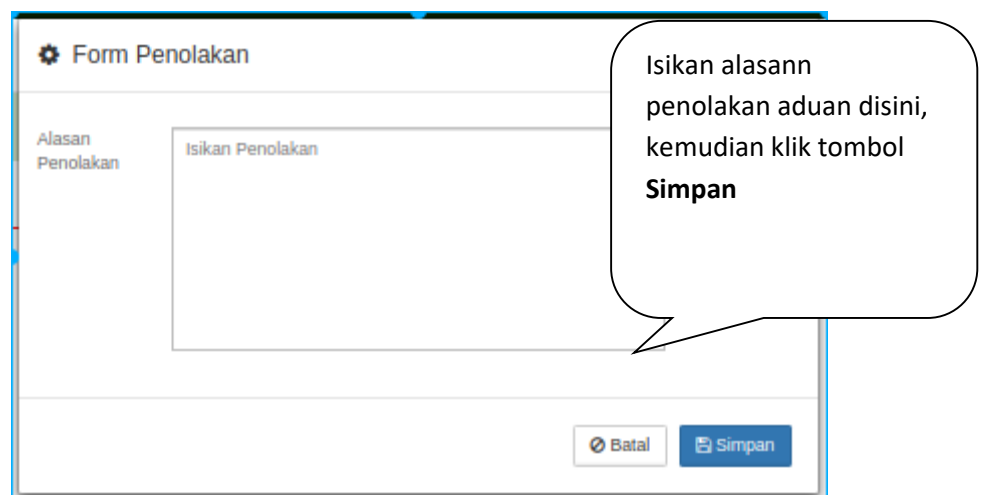 Form Penolakan
Alasan
Penolakan
Isikan Penolakan
Isikan alasann
penolakan aduan disini,
kemudian klik tombol
Simpan
Batal
Simpan